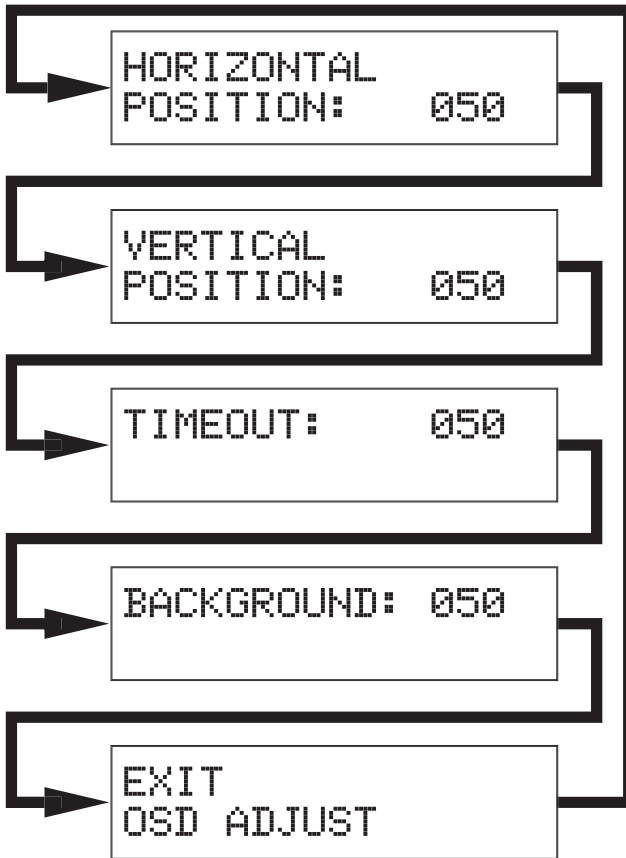 HORIZONTAL
POSITION: 050
VERTICAL
POSITION: 050
TIMEOUT: 050
BACKGROUND: 050
EXIT
OSD ADJUST